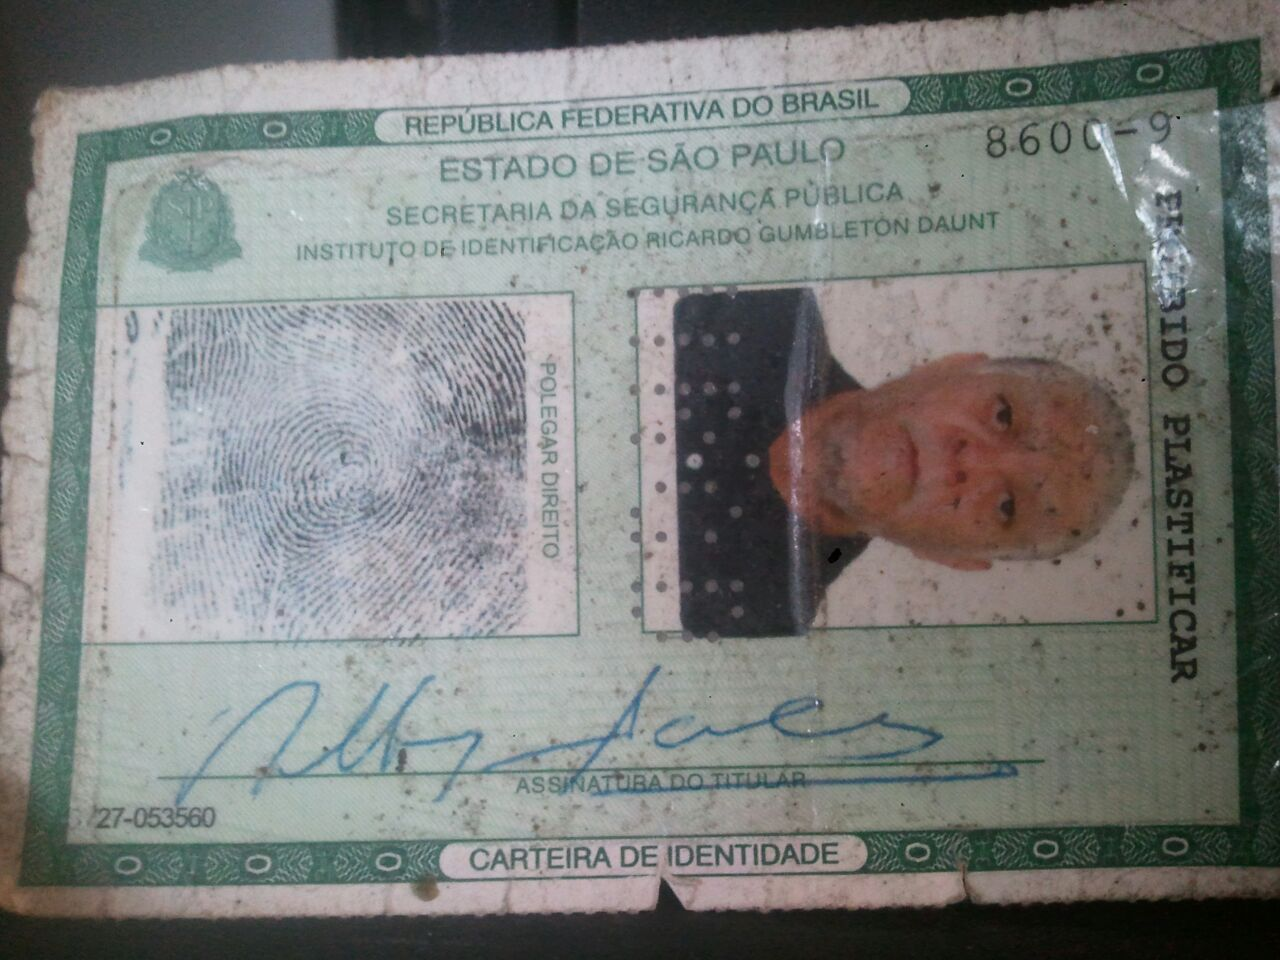 REPÚBLICA FEDERATIVA DO BRASIL
8600-9
ESTADO DE SÃO PAULO
SECRETARIA DA SEGURANÇA PÚBLICA
INSTITUTO DE IDENTIFICAÇÃO RICARDO GUMBLETON DAUNT
POLEGAR DIREITO
PLASTIFICAR
ASSINATURA DO TITULAR
27-053560
CARTEIRA DE IDENTIDADE